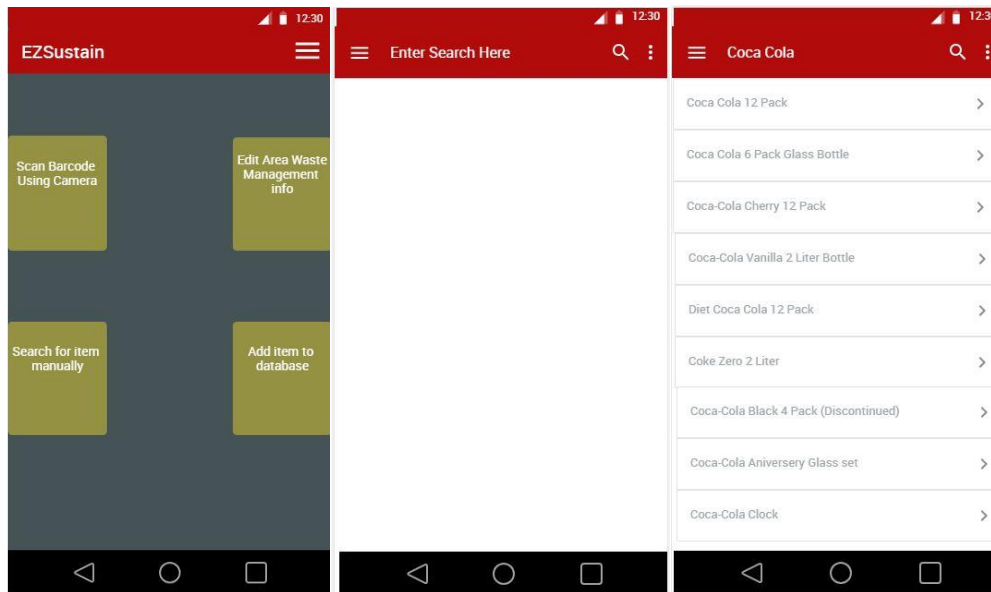 12:30
EZSustain
Scan Barcode
Using Camera
Edit Area Waste
Management
info
Search for item
manually
Add item to
database
12:30
Enter Search Here
12:3
Coca Cola
Coca Cola 12 Pack
Coca Cola 6 Pack Glass Bottle
Coca-Cola Cherry 12 Pack
Coca-Cola Vanilla 2 Liter Bottle
Diet Coca Cola 12 Pack
Coke Zero 2 Liter
Coca-Cola Black 4 Pack (Discontinued)
Coca-Cola Aniversery Glass set
Coca-Cola Clock